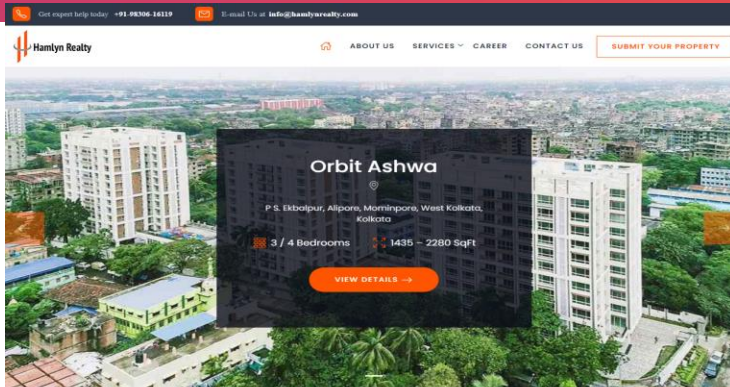 Get expert help today +91-98306-16119 E-mail Us at info@hamlynrealty.com
Hamlyn Realty ABOUT US SERVICES CAREER CONTACT US SUBMIT YOUR PROPERTY
Orbit Ashwa
P S. Ekbalpur, Alipore, Mominpore, West Kolkata,
Kolkata
3 / 4 Bedrooms 1435 – 2280 SqFt
VIEW DETAILS →